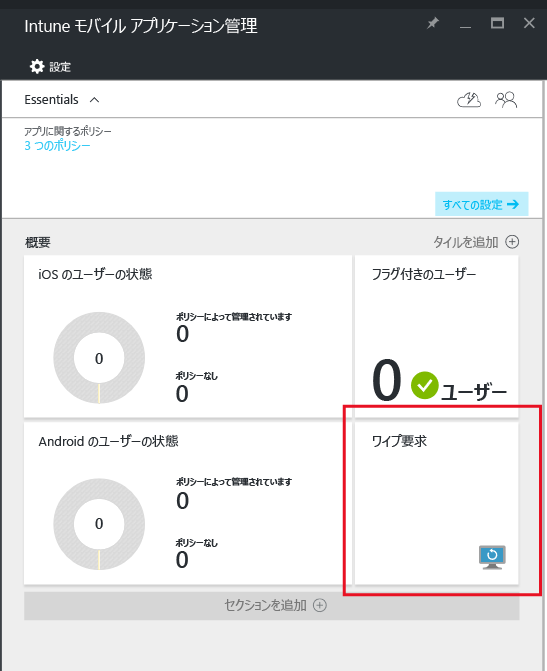 Intune モバイル アプリケーション管理
設定
Essentials
アプリに関するポリシー
3 つのポリシー
すべての設定
概要
タイルを追加
iOS のユーザーの状態
0
ポリシーによって管理されています
0
ポリシーなし
0
フラグ付きのユーザー
0 ユーザー
Android のユーザーの状態
0
ポリシーによって管理されています
0
ポリシーなし
0
ワイプ要求
セクションを追加